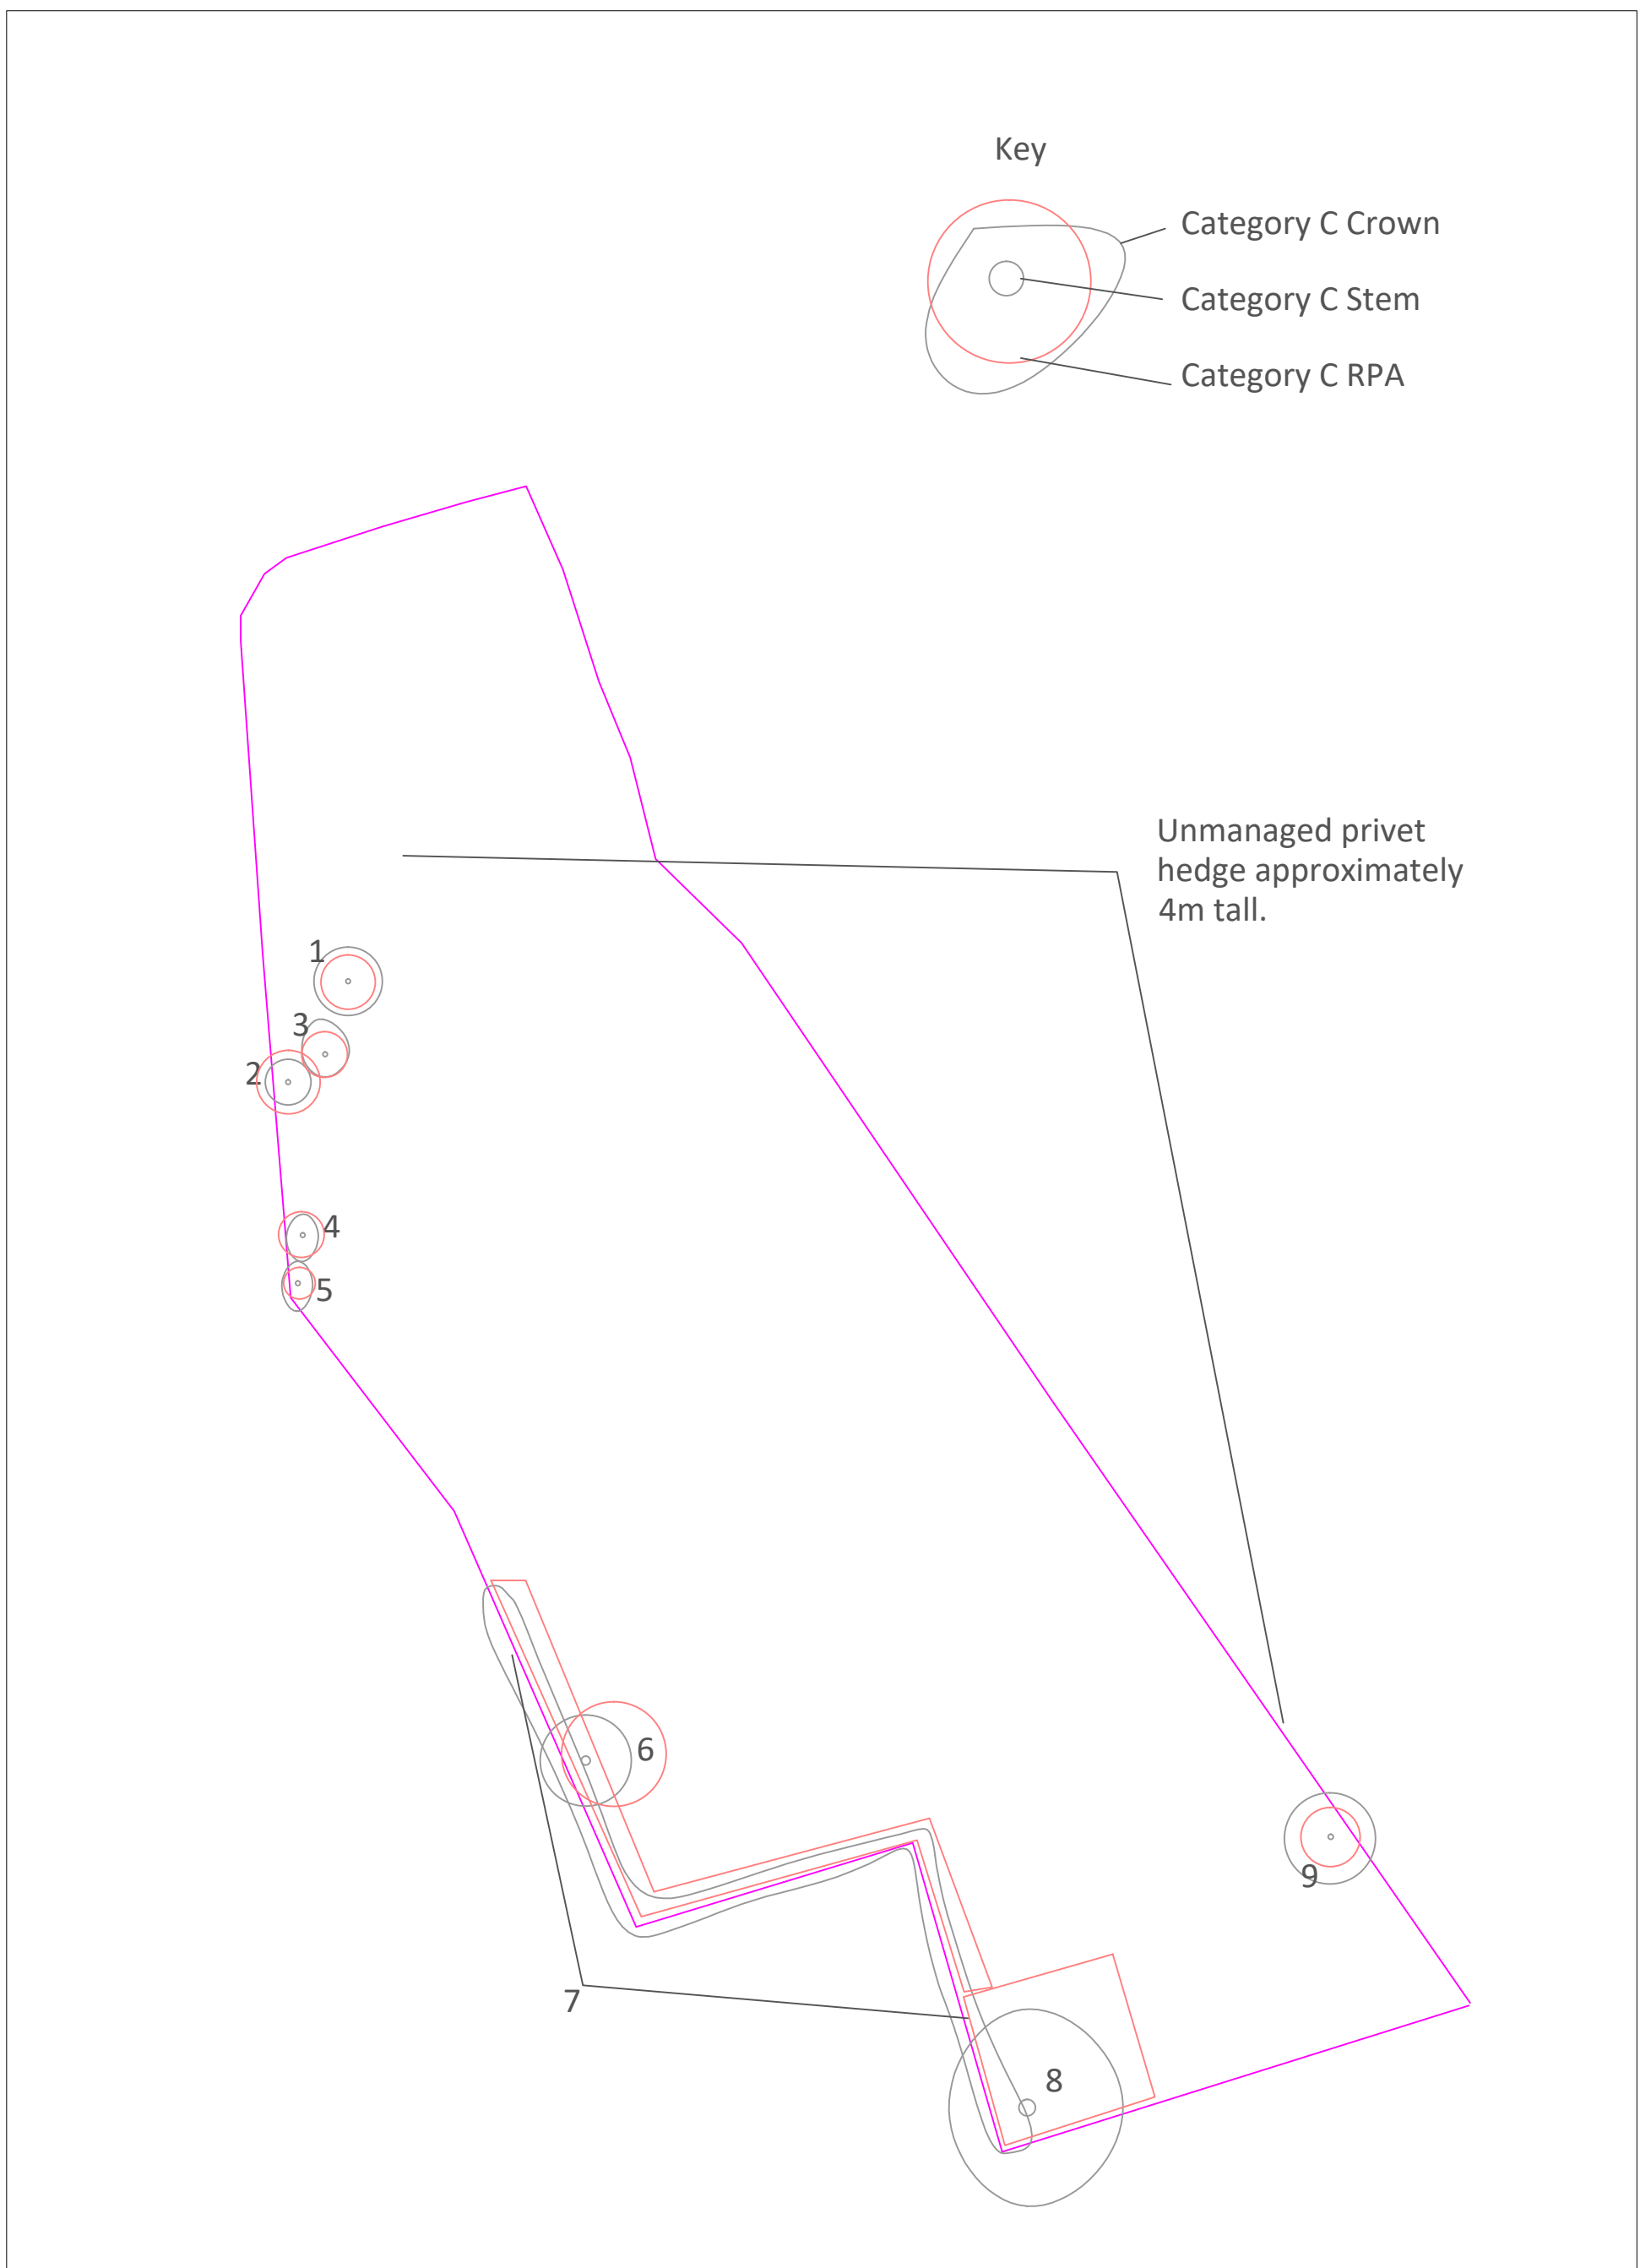 Key
Category C Crown
Category C Stem
Category C RPA
Unmanaged privet
hedge approximately
4m tall.
1
3
2
4
5
6
9
7
8